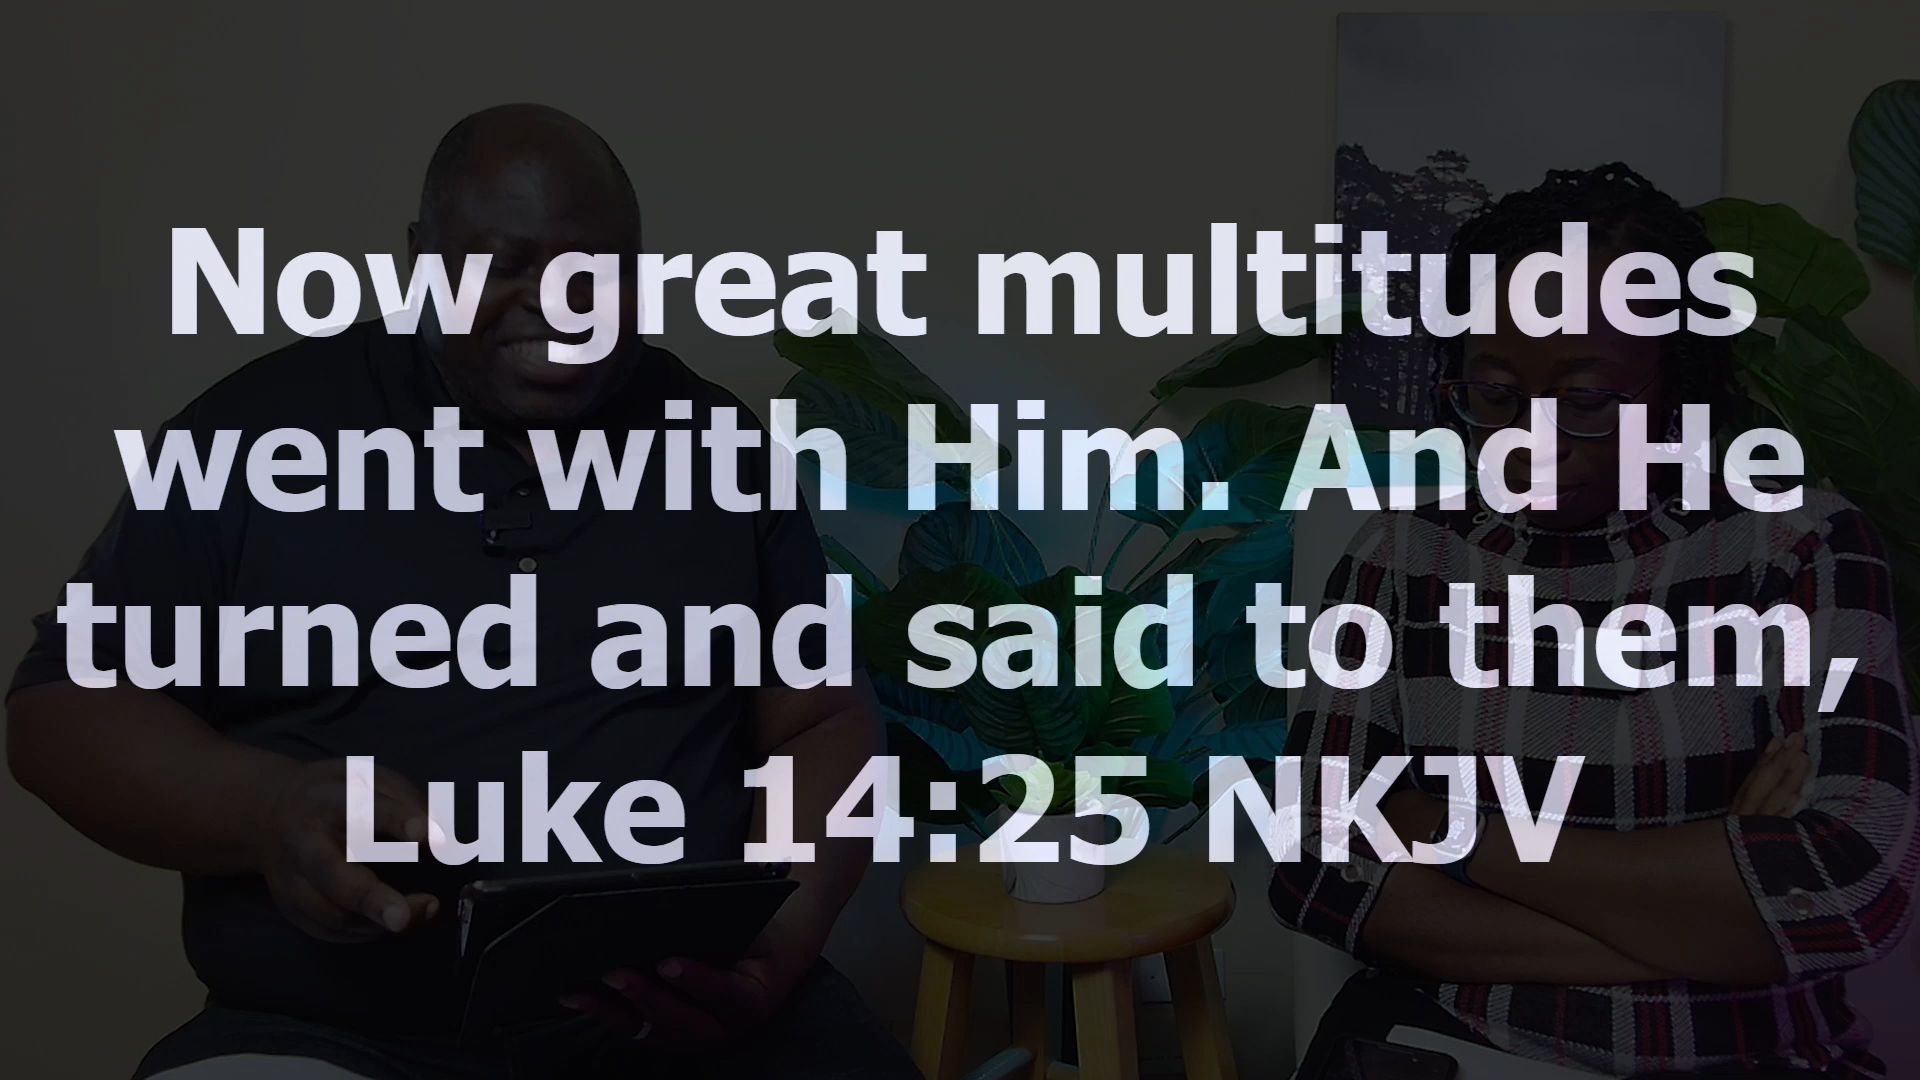 Now great multitudes
went with Him. And He
turned and said to them,
Luke 14:25 NKJV